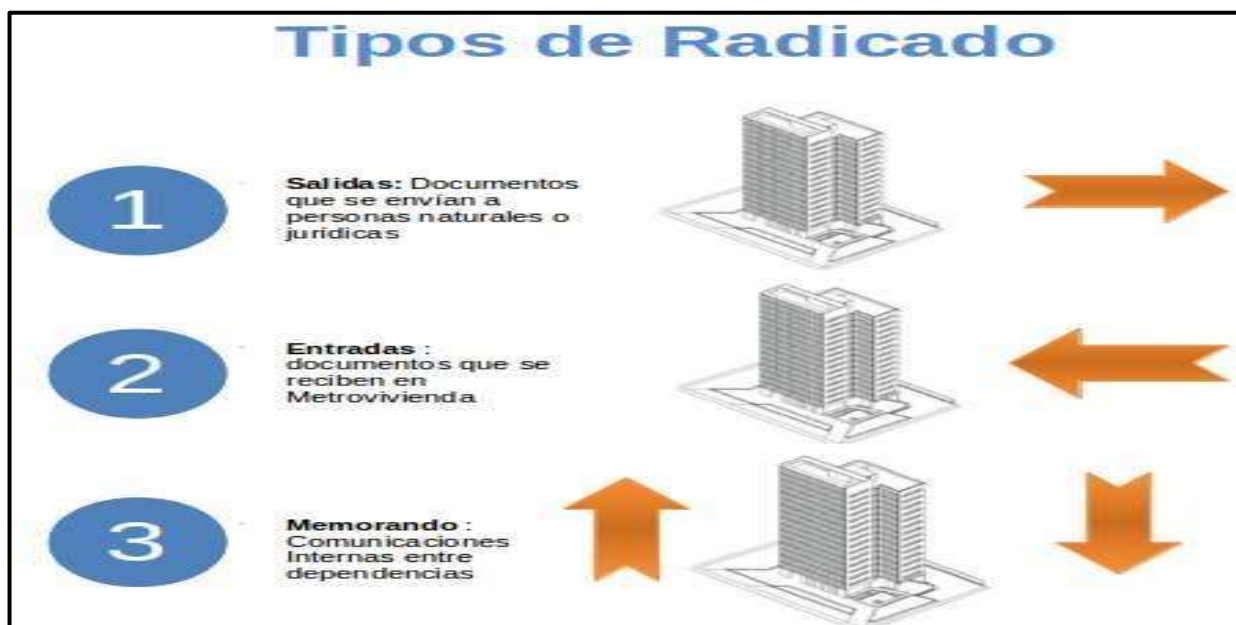 Tipos de Radicado
1
Salidas: Documentos
que se envían a
personas naturales o
jurídicas
2
Entradas :
documentos que se
reciben en
Metrovivienda
3
Memorando :
Comunicaciones
Internas entre
dependencias